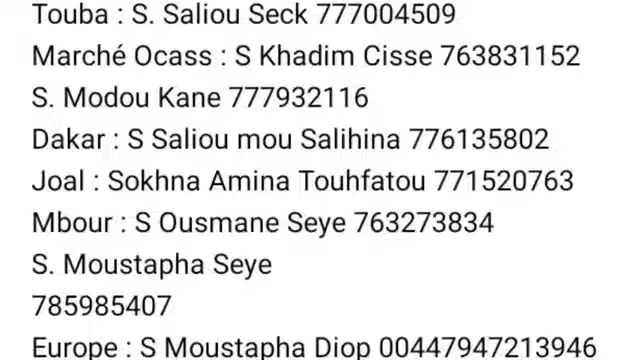 Touba : S. Saliou Seck 777004509
Marché Ocass : S Khadim Cisse 763831152
S. Modou Kane 777932116
Dakar : S Saliou mou Salihina 776135802
Joal : Sokhna Amina Touhfatou 771520763
Mbour : S Ousmane Seye 763273834
S. Moustapha Seye
785985407
Europe : S Moustapha Diop 00447947213946